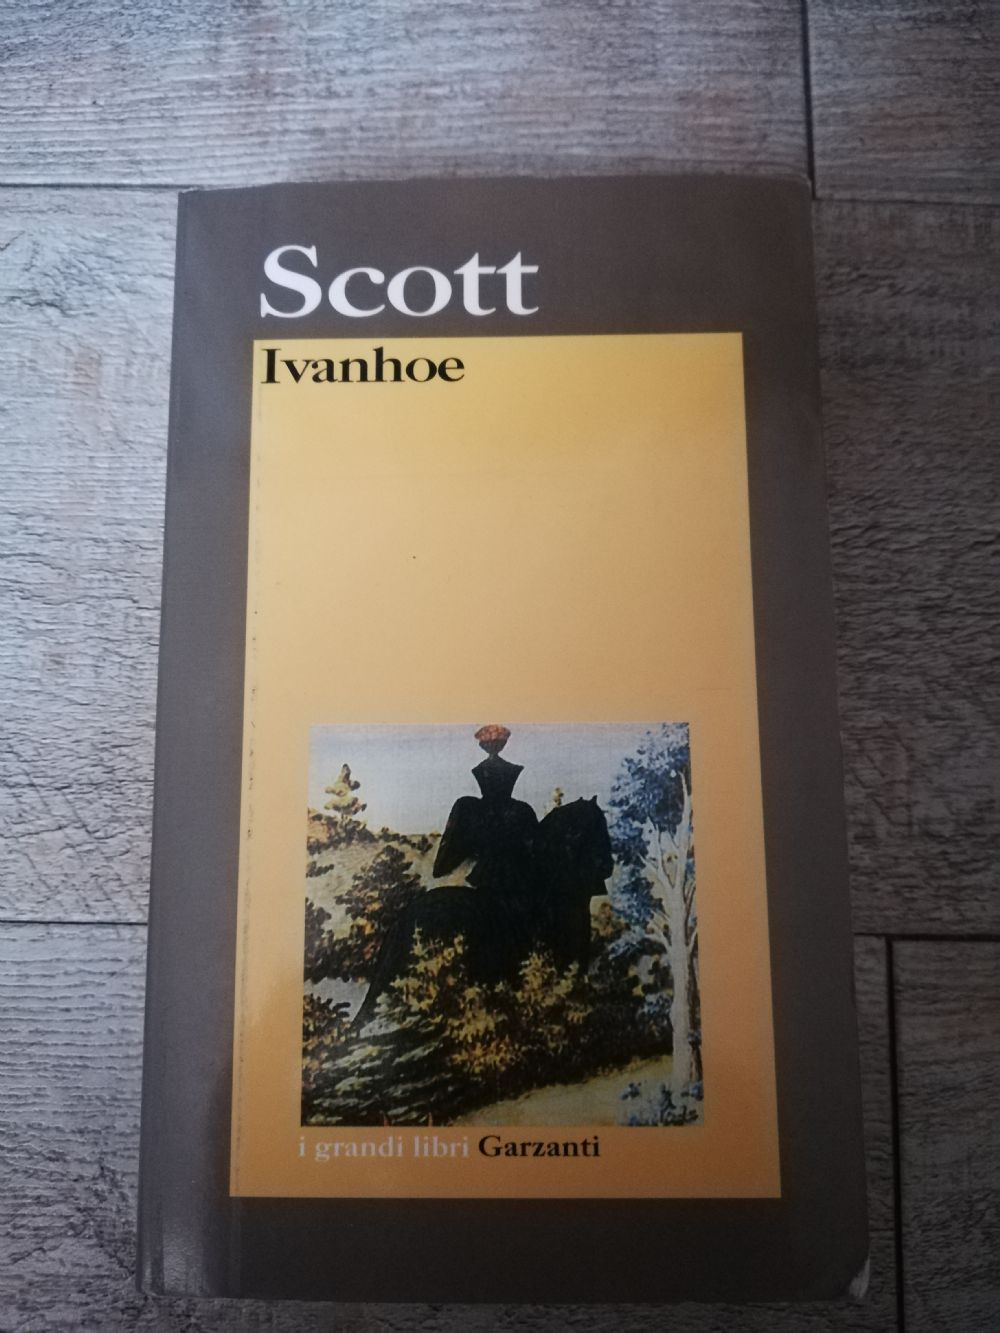 Scott
Ivanhoe
i grandi libri Garzanti